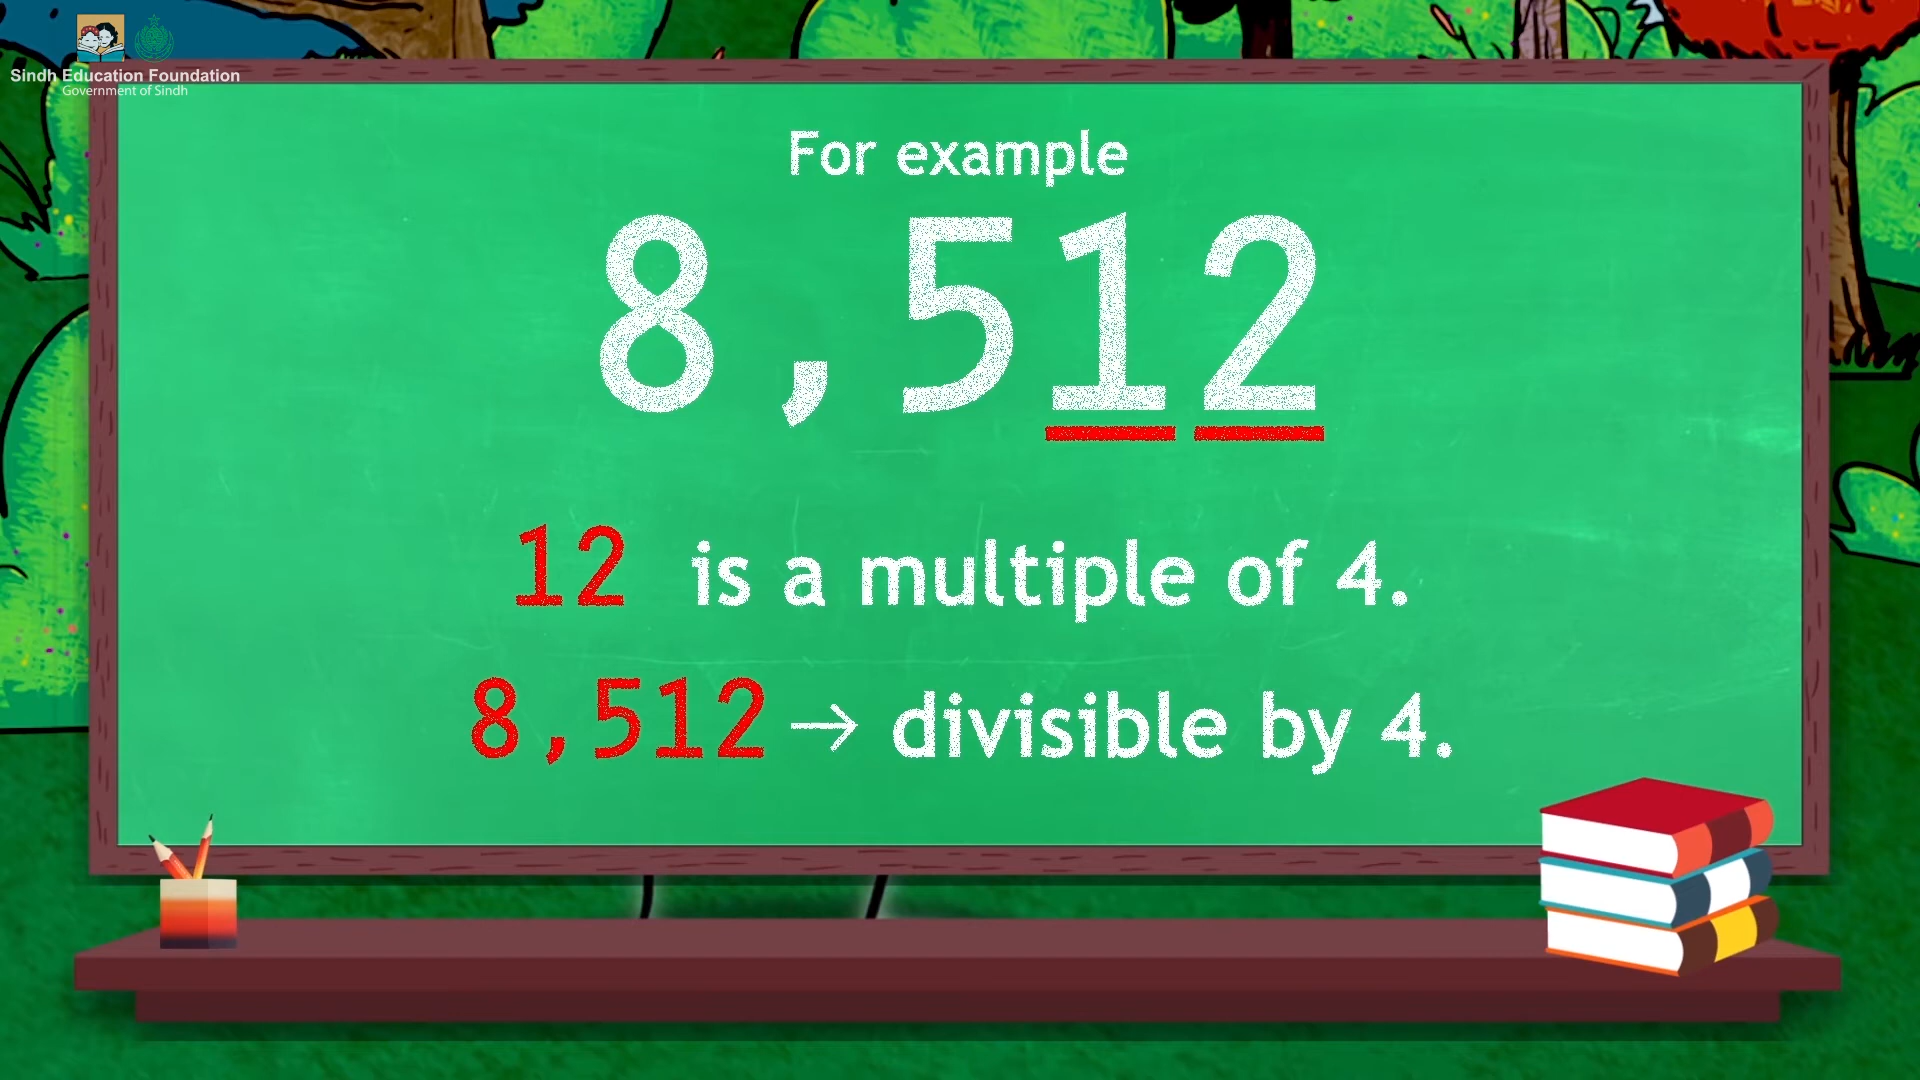 Sindh Education Foundation
Government of Sindh
For example
8,512
12 is a multiple of 4.
8,512 → divisible by 4.